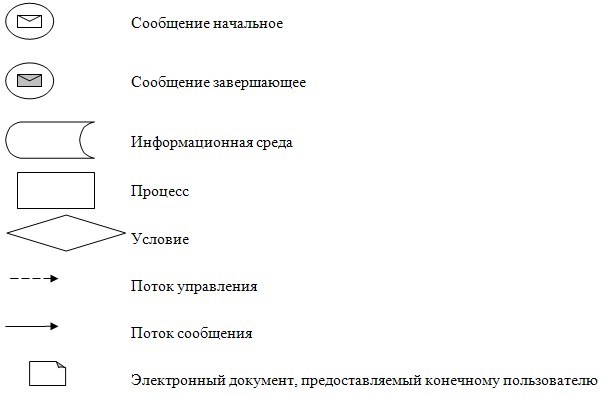 Сообщение начальное
Сообщение завершающее
Информационная среда
Процесс
Условие
Поток управления
Поток сообщения
Электронный документ, предоставляемый конечному пользователю